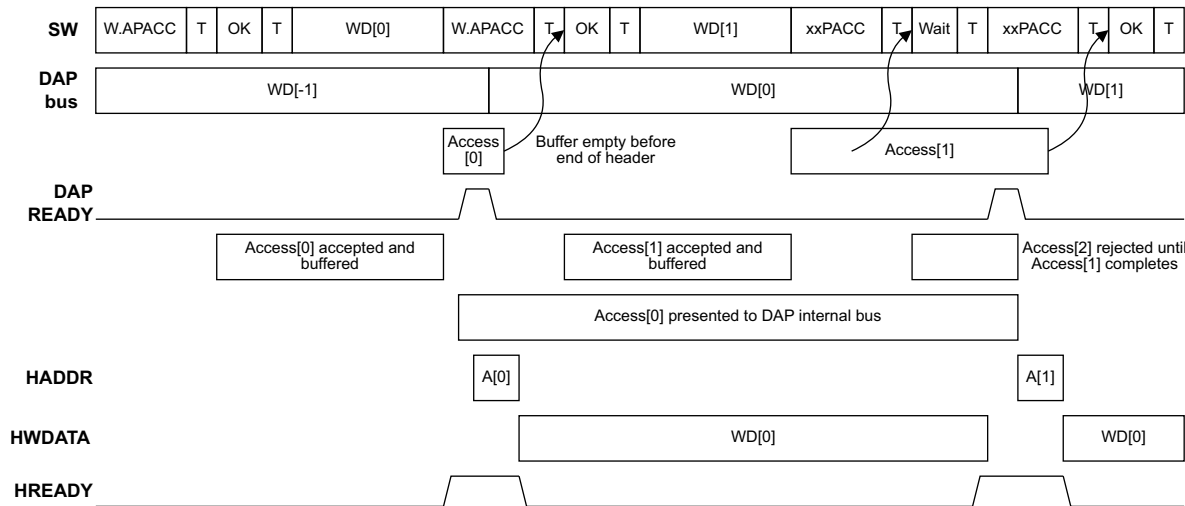 SW W.APACC T OK T WD[0] W.APACC T OK T WD[1] xxPACC T Wait T xxPACC T OK T
DAP
bus
WD[-1] WD[0] WD[1]
Access
[0]
Buffer empty before
end of header
Access[1]
DAP
READY
Access[0] accepted and
buffered
Access[1] accepted and
buffered
Access[2] rejected until
Access[1] completes
Access[0] presented to DAP internal bus
HADDR A[0] A[1]
HWDATA WD[0] WD[0]
HREADY